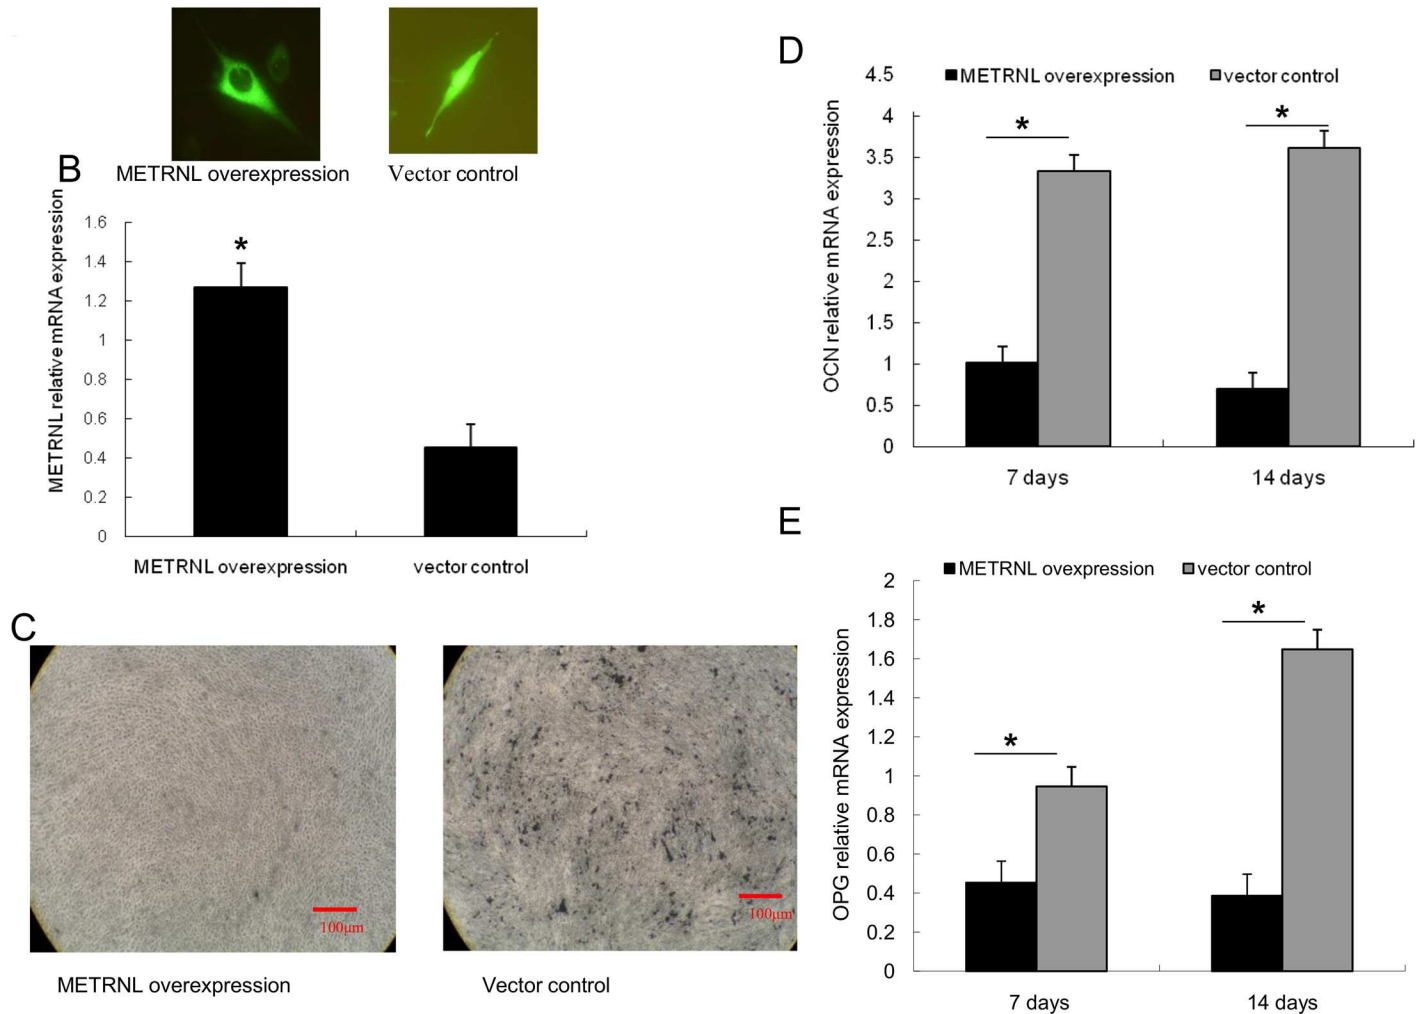 METRNL overexpression
Vector control
B
METRNL relative mRNA expression
1.6
1.4
1.2
1
0.8
0.6
0.4
0.2
0
*
METRNL overexpression
vector control
C
100μm
100μm
METRNL overexpression
Vector control
D
METRNL overexpression
vector control
OCN relative mRNA expression
4.5
4
3.5
3
2.5
2
1.5
1
0.5
0
*
*
7 days
14 days
E
METRNL ovexpression
vector control
OPG relative mRNA expression
2
1.8
1.6
1.4
1.2
1
0.8
0.6
0.4
0.2
0
*
*
7 days
14 days